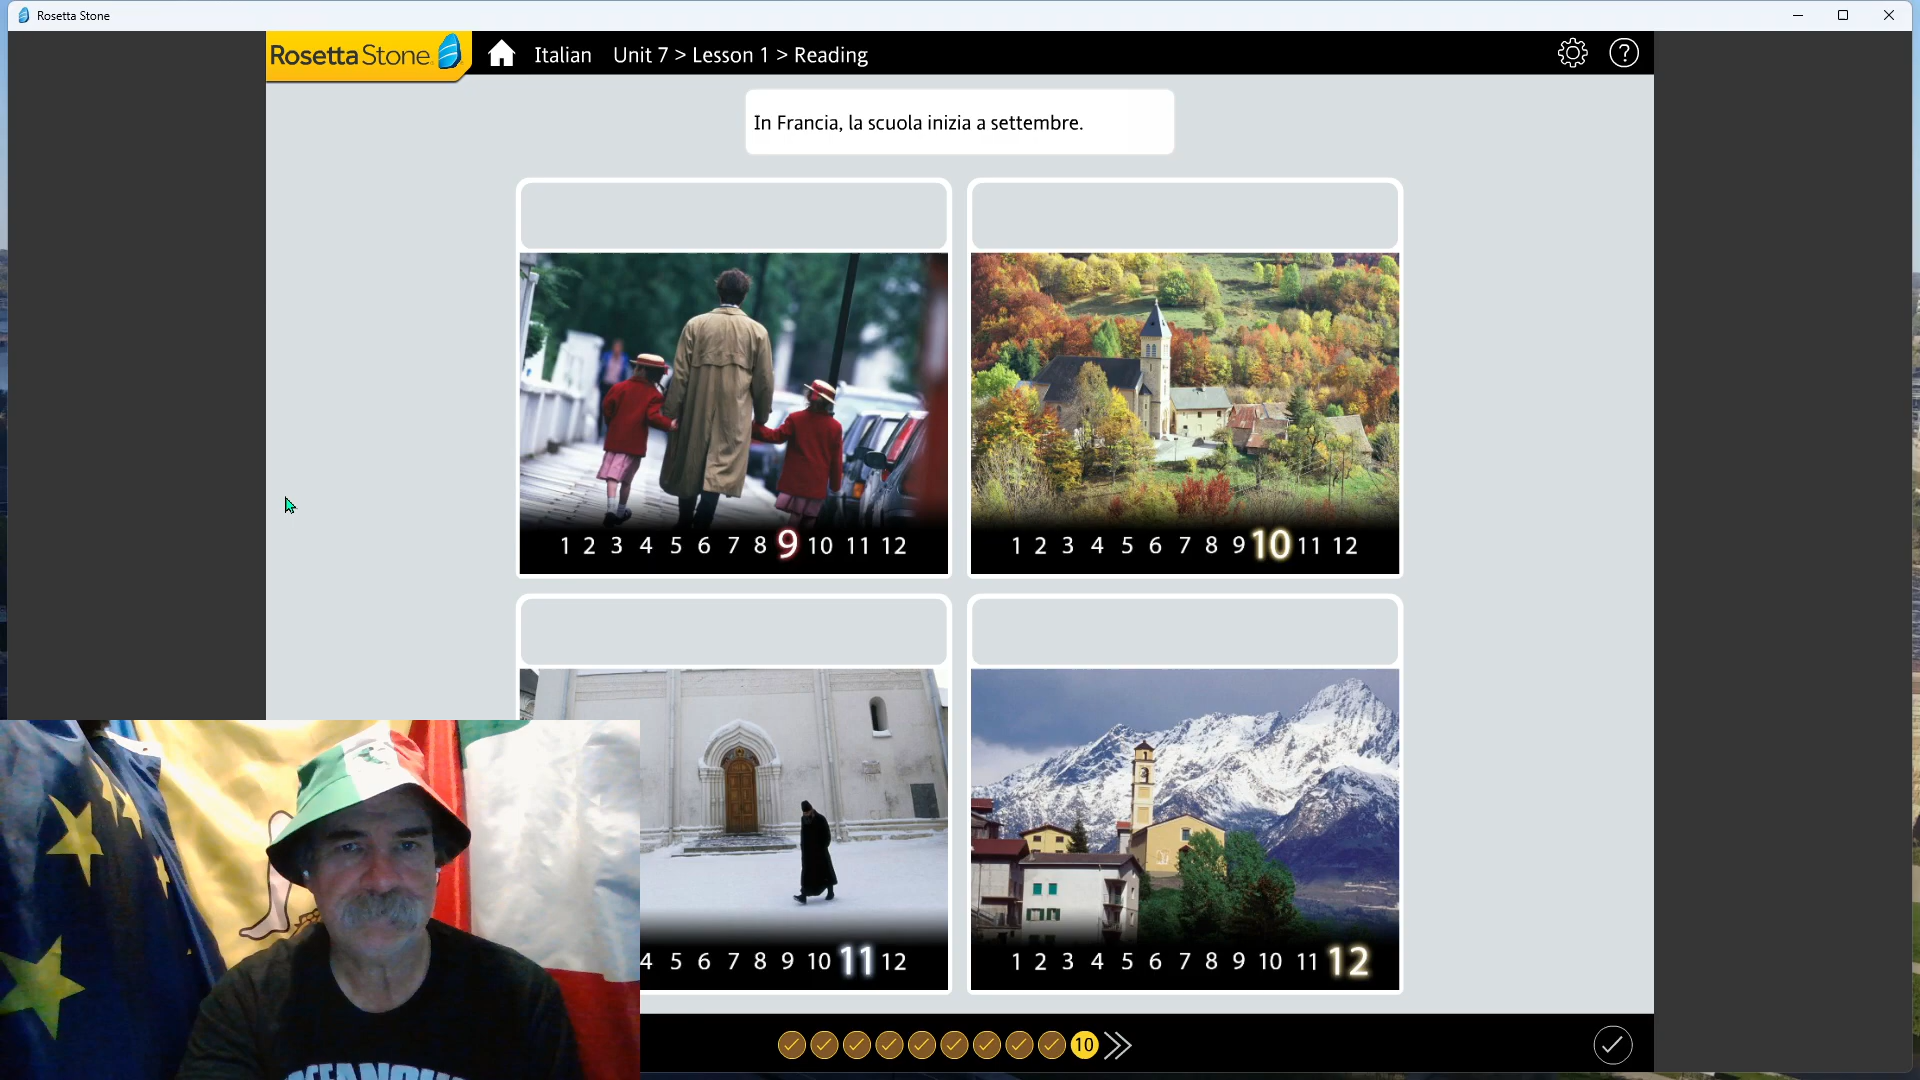 Rosetta Stone
RosettaStone
Italian Unit 7 > Lesson 1 > Reading
?
In Francia, la scuola inizia a settembre.
1 2 3 4 5 6 7 8 9 10 11 12
1 2 3 4 5 6 7 8 9 10 11 12
4 5 6 7 8 9 10 11 12
1 2 3 4 5 6 7 8 9 10 11 12
10